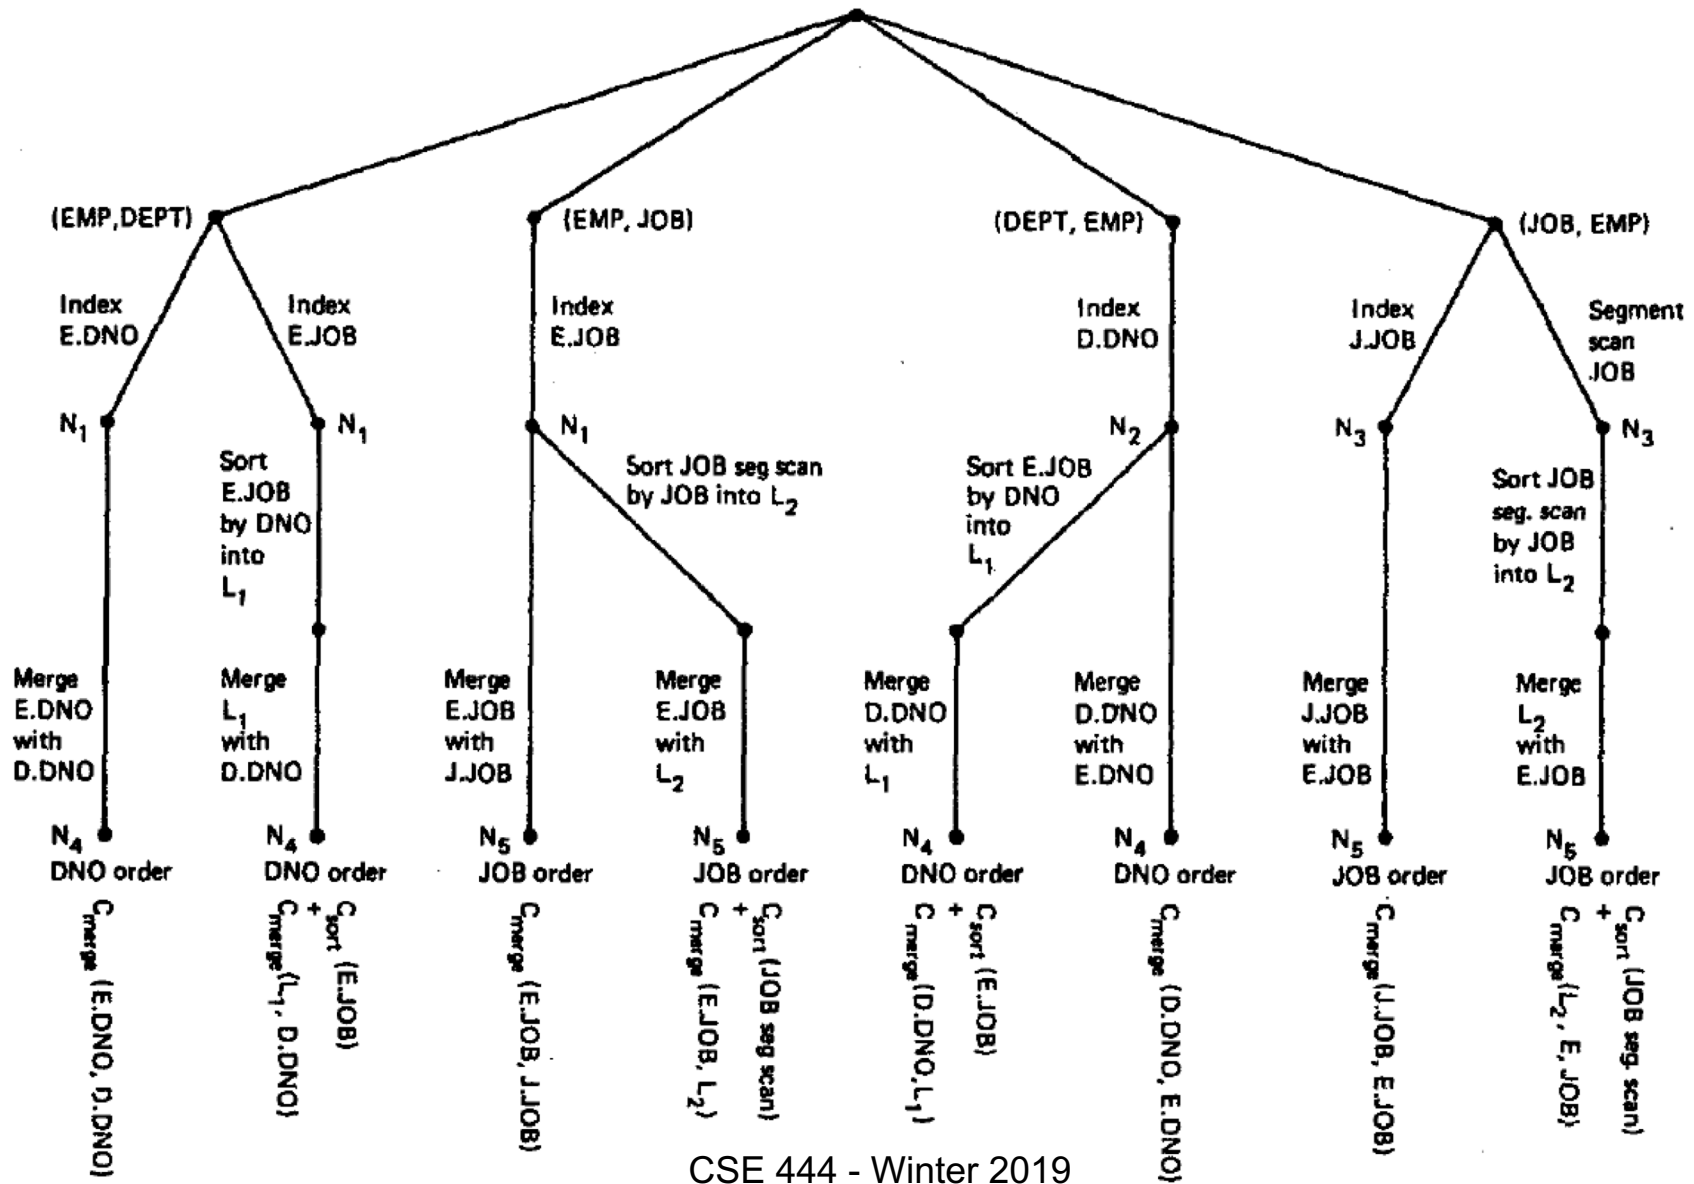 (EMP,DEPT)
(EMP, JOB)
(DEPT, EMP)
(JOB, EMP)
Index
E.DNO
Index
E.JOB
Index
E.JOB
Index
D.DNO
Index
J.JOB
Segment
scan
JOB
N1
N1
N1
N2
N3
N3
Sort
E.JOB
by DNO
into
L1
Sort JOB seg scan
by JOB into L2
Sort E.JOB
by DNO
into
L1
Sort JOB
seg. scan
by JOB
into L2
Merge
E.DNO
with
D.DNO
Merge
L1
with
D.DNO
Merge
E.JOB
with
J.JOB
Merge
E.JOB
with
L2
Merge
D.DNO
with
L1
Merge
D.DNO
with
E.DNO
Merge
J.JOB
with
E.JOB
Merge
L2
with
E.JOB
N4
DNO order
N4
DNO order
N5
JOB order
N5
JOB order
N4
DNO order
N4
DNO order
N5
JOB order
N5
JOB order
Cmerge (E.DNO, D.DNO)
Csort (E.JOB)
+
Cmerge (L1, D.DNO)
Cmerge (E.JOB, J.JOB)
Csort (JOB seg scan)
+
Cmerge (E.JOB, L2)
Csort (E.JOB)
+
Cmerge (D.DNO, L1)
Cmerge (D.DNO, E.DNO)
Cmerge (J.JOB, E.JOB)
Csort (JOB seg. scan)
+
Cmerge (L2, E, JOB)
CSE 444 - Winter 2019